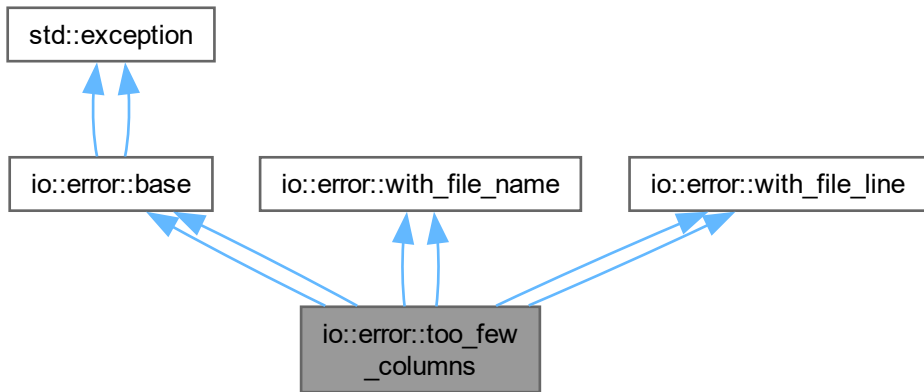 std::exception
io::error::base
io::error::with_file_name
io::error::with_file_line
io::error::too_few
_columns